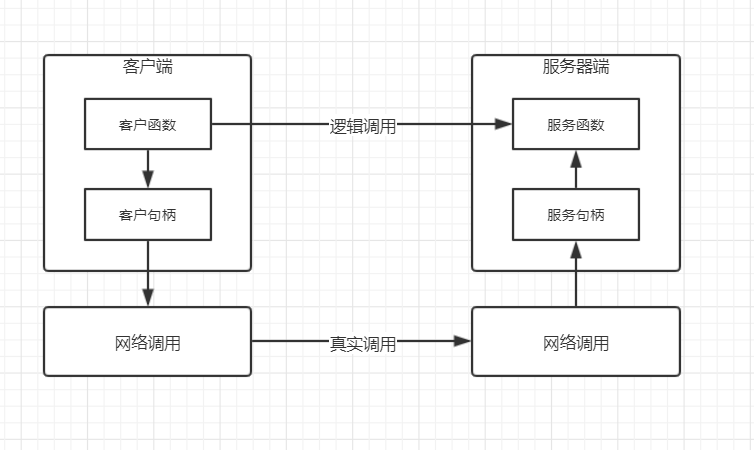 客户端
服务器端
客户函数
逻辑调用
服务函数
客户句柄
服务句柄
网络调用
真实调用
网络调用